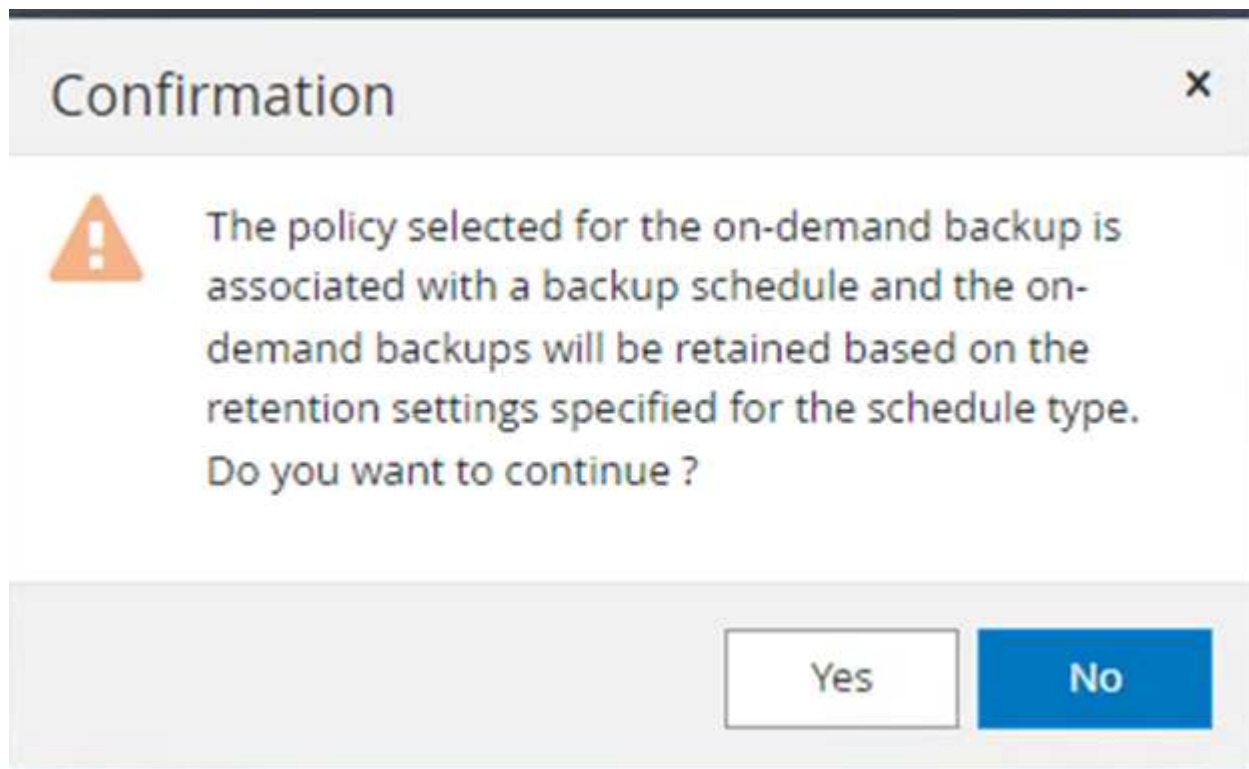 Confirmation
The policy selected for the on-demand backup is
associated with a backup schedule and the on-
demand backups will be retained based on the
retention settings specified for the schedule type.
Do you want to continue ?
Yes
No